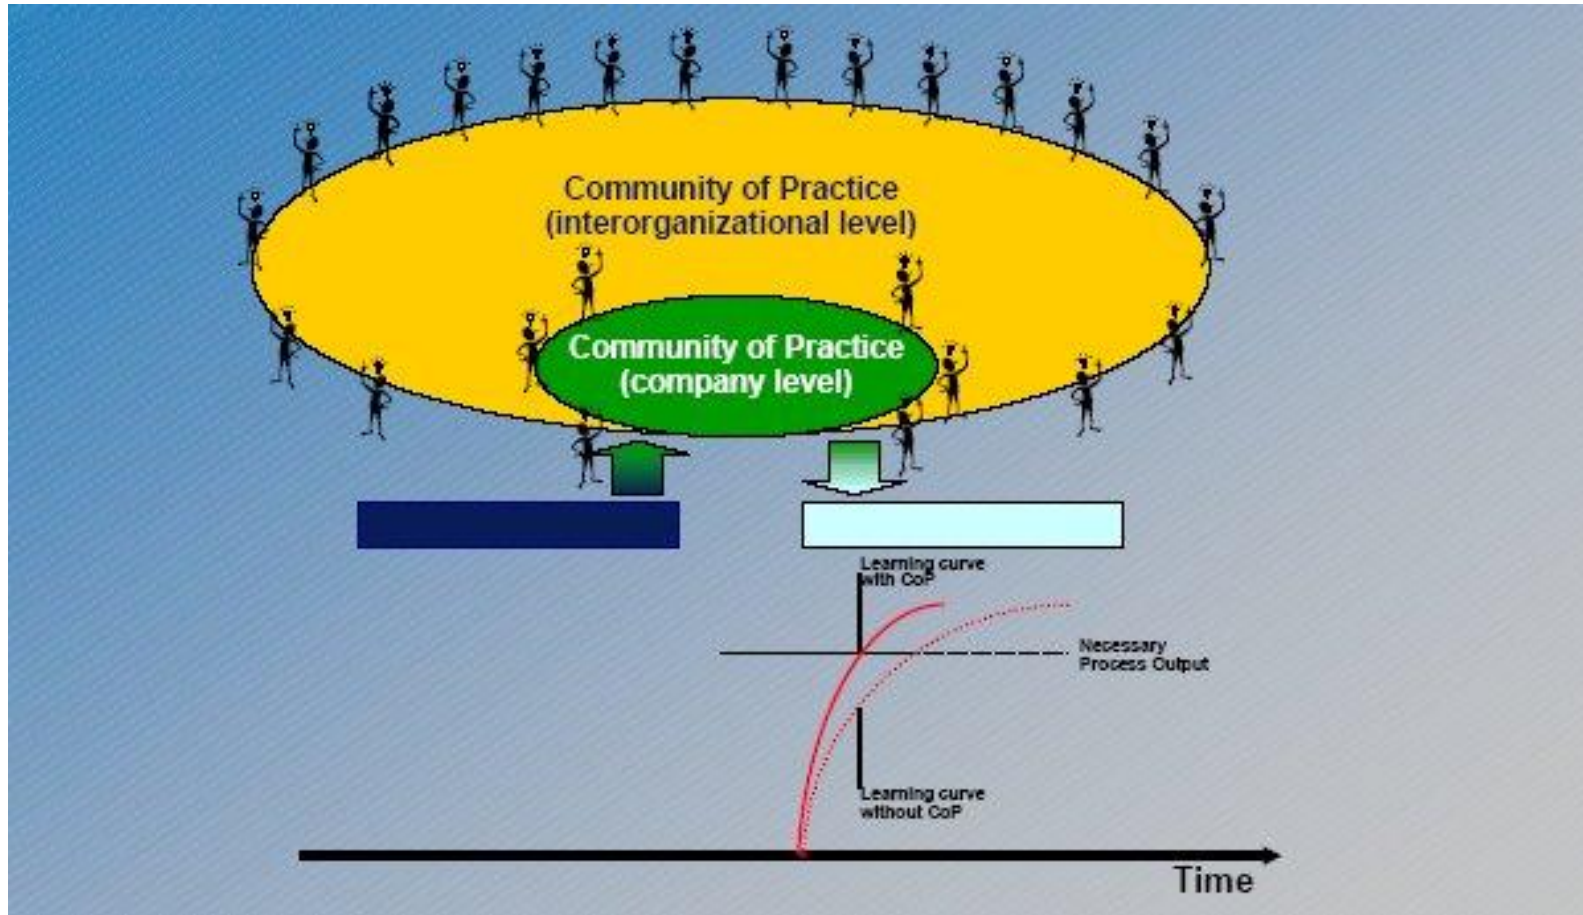 Community of Practice
(interorganizational level)
Community of Practice
(company level)
Learning curve
with CoP
Necessary
Process Output
Learning curve
without CoP
Time